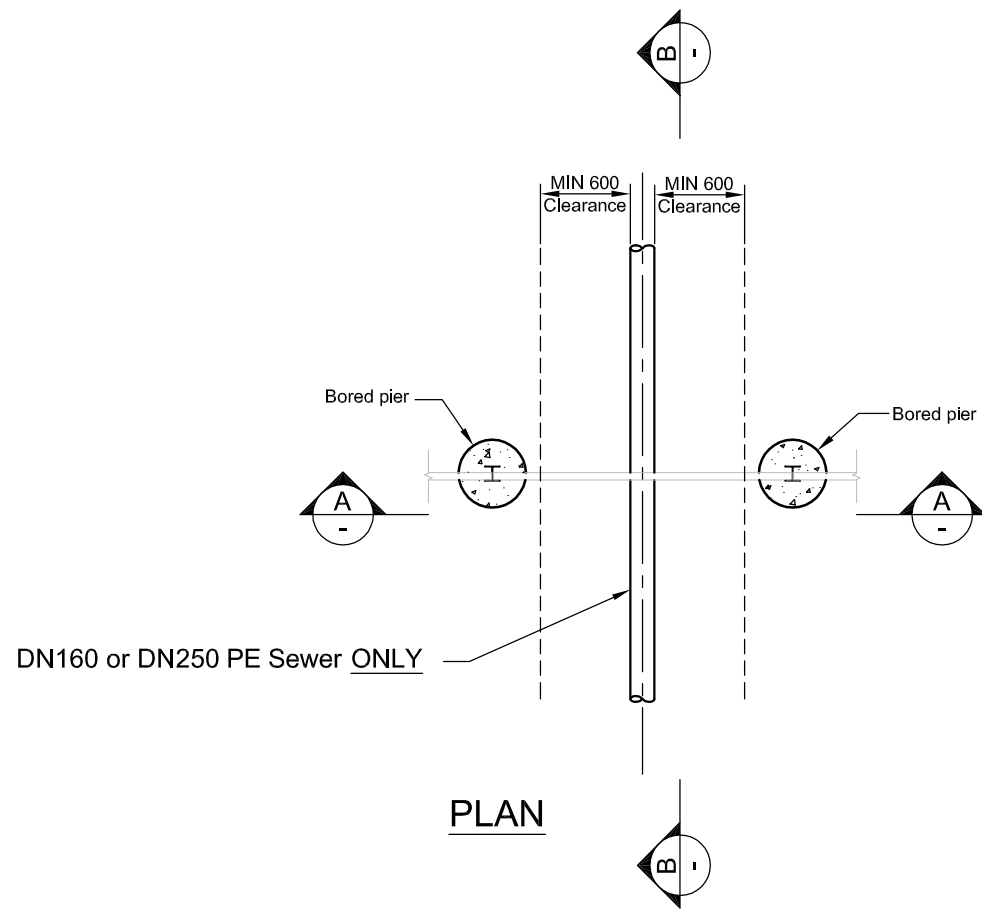 B
-
MIN 600
Clearance
MIN 600
Clearance
Bored pier
Bored pier
A
-
A
-
DN160 or DN250 PE Sewer ONLY
PLAN
B
-